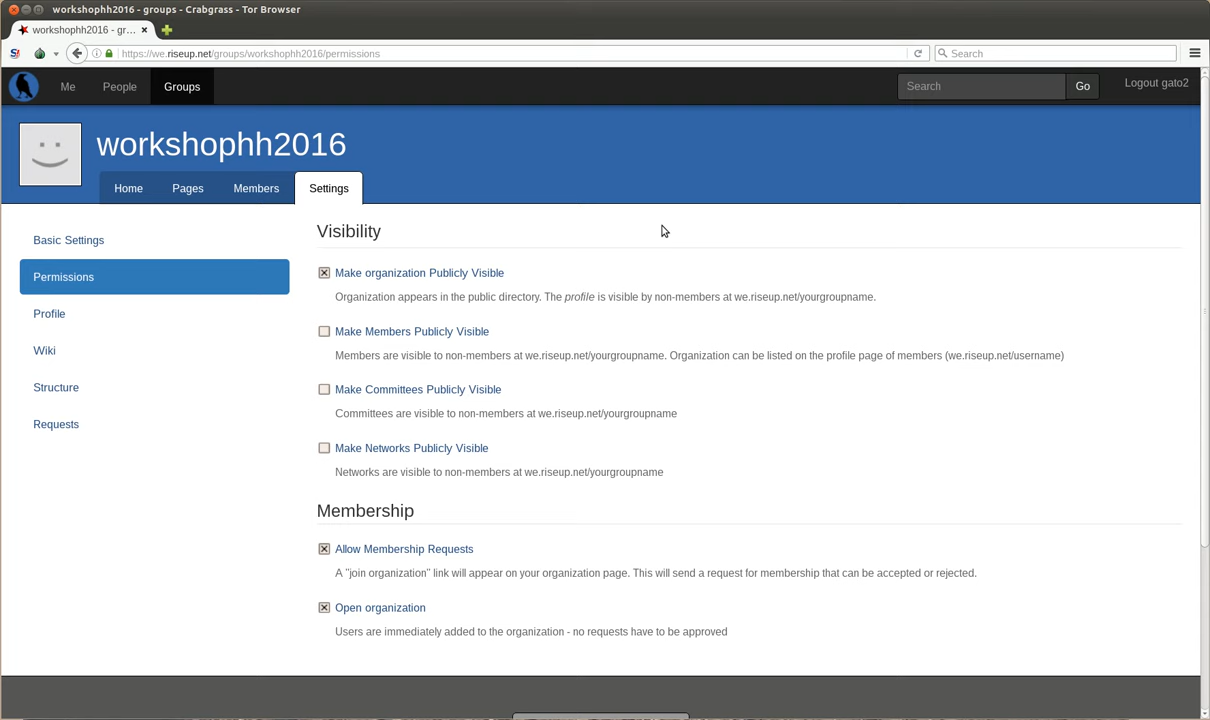 workshophh2016 - groups - Crabgrass - Tor Browser
workshophh2016 - gr...
https://we.riseup.net/groups/workshophh2016/permissions
Search
Me
People
Groups
Search
Go
Logout gato2
workshophh2016
Home
Pages
Members
Settings
Basic Settings
Permissions
Profile
Wiki
Structure
Requests
Visibility
Make organization Publicly Visible
Organization appears in the public directory. The profile is visible by non-members at we.riseup.net/yourgroupname.
Make Members Publicly Visible
Members are visible to non-members at we.riseup.net/yourgroupname. Organization can be listed on the profile page of members (we.riseup.net/username)
Make Committees Publicly Visible
Committees are visible to non-members at we.riseup.net/yourgroupname
Make Networks Publicly Visible
Networks are visible to non-members at we.riseup.net/yourgroupname
Membership
Allow Membership Requests
A "join organization" link will appear on your organization page. This will send a request for membership that can be accepted or rejected.
Open organization
Users are immediately added to the organization - no requests have to be approved